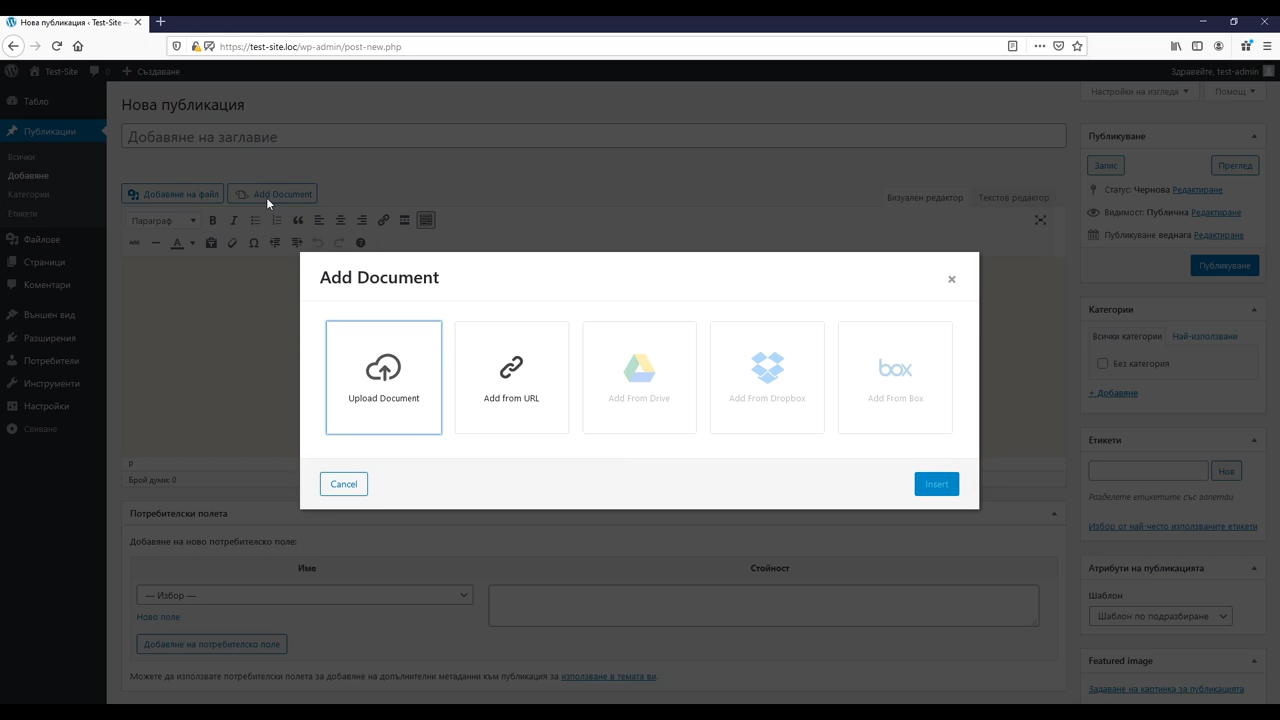 Нова публикация ‹ Test-Site —
https://test-site.loc/wp-admin/post-new.php
Test-Site
0
Създаване
Здравейте, test-admin
Табло
Публикации
Всички
Добавяне
Категории
Етикети
Файлове
Страници
Коментари
Външен вид
Разширения
Потребители
Инструменти
Настройки
Свиване
Настройки на изгледа
Помощ
Нова публикация
Добавяне на заглавие
Добавяне на файл
Add Document
Визуален редактор
Текстов редактор
Параграф
P
Брой думи: 0
Add Document
×
Upload Document
Add from URL
Add From Drive
Add From Dropbox
box
Add From Box
Cancel
Insert
Потребителски полета
Добавяне на ново потребителско поле:
Име
Стойност
— Избор —
Ново поле
Добавяне на потребителско поле
Можете да използвате потребителски полета за добавяне на допълнителни метаданни към публикация за използване в темата ви.
Публикуване
Запис
Преглед
Статус: Чернова Редактиране
Видимост: Публична Редактиране
Публикуване веднага Редактиране
Публикуване
Категории
Всички категории
Най-използвани
Без категория
+ Добавяне
Етикети
Нов
Разделете етикетите със запетаи
Избор от най-често използваните етикети
Атрибути на публикацията
Шаблон
Шаблон по подразбиране
Featured image
Задаване на картинка за публикацията